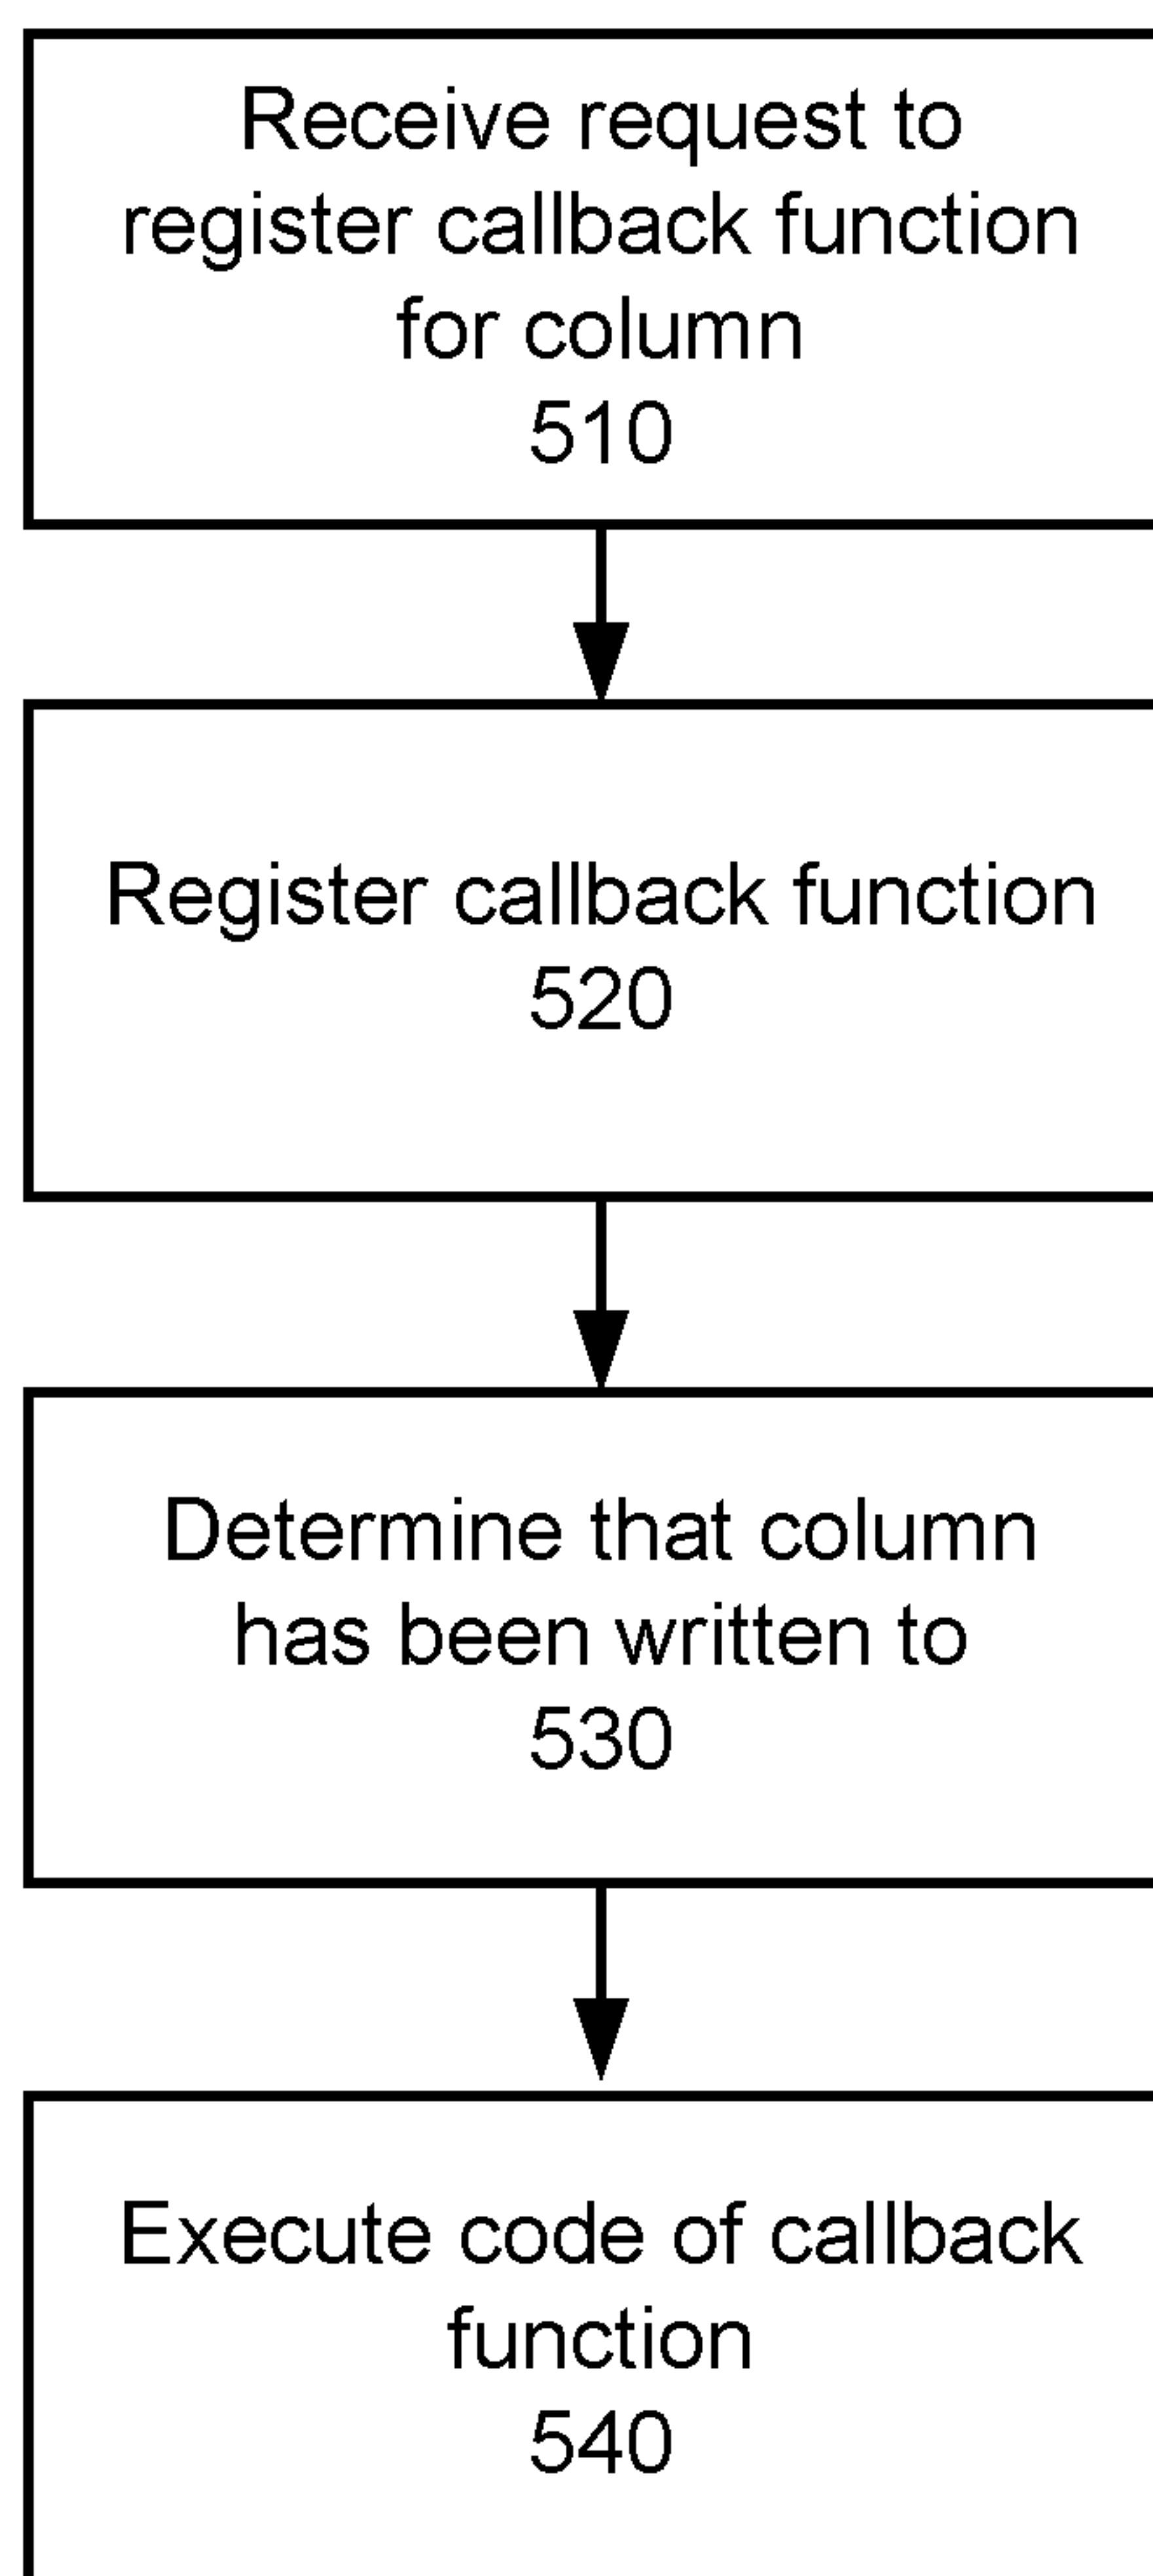 Receive request to
register callback function
for column
510
Register callback function
520
Determine that column
has been written to
530
Execute code of callback
function
540